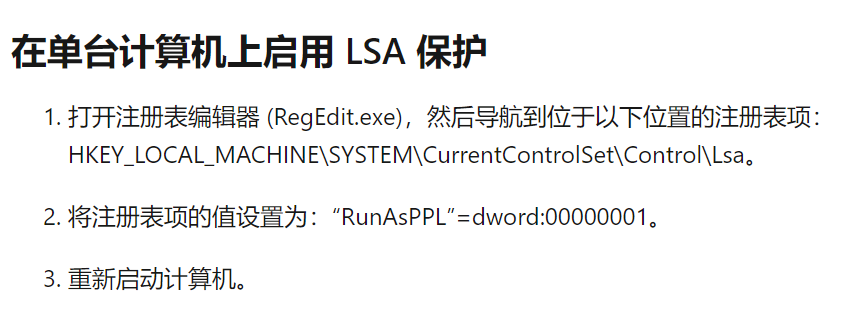 在单台计算机上启用 LSA 保护
1. 打开注册表编辑器 (RegEdit.exe)，然后导航到位于以下位置的注册表项：
HKEY_LOCAL_MACHINE\SYSTEM\CurrentControlSet\Control\Lsa。
2. 将注册表项的值设置为：“RunAsPPL”=dword:00000001。
3. 重新启动计算机。